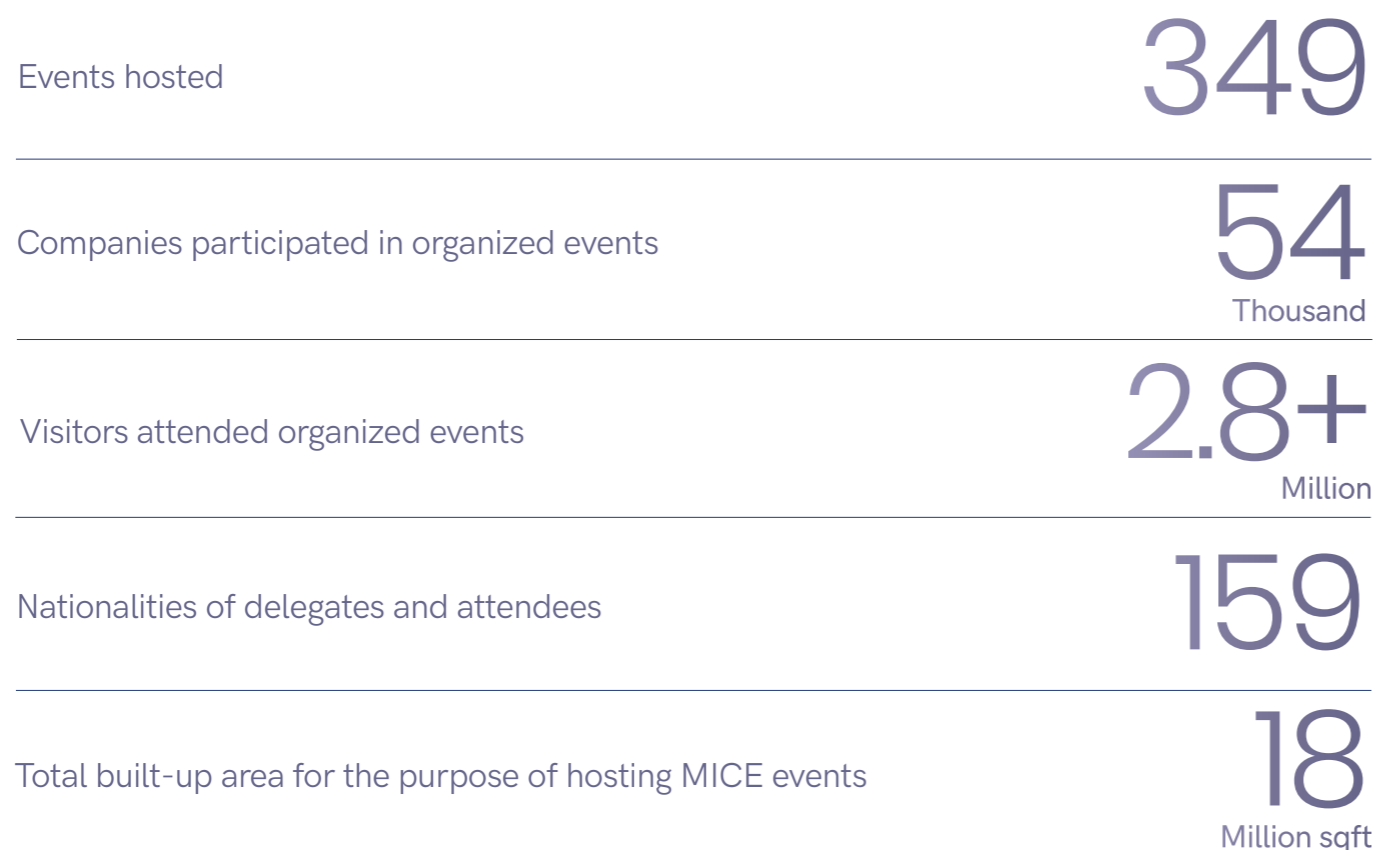 Events hosted
349
Companies participated in organized events
54
Thousand
Visitors attended organized events
2.8+
Million
Nationalities of delegates and attendees
159
Total built-up area for the purpose of hosting MICE events
18
Million sqft